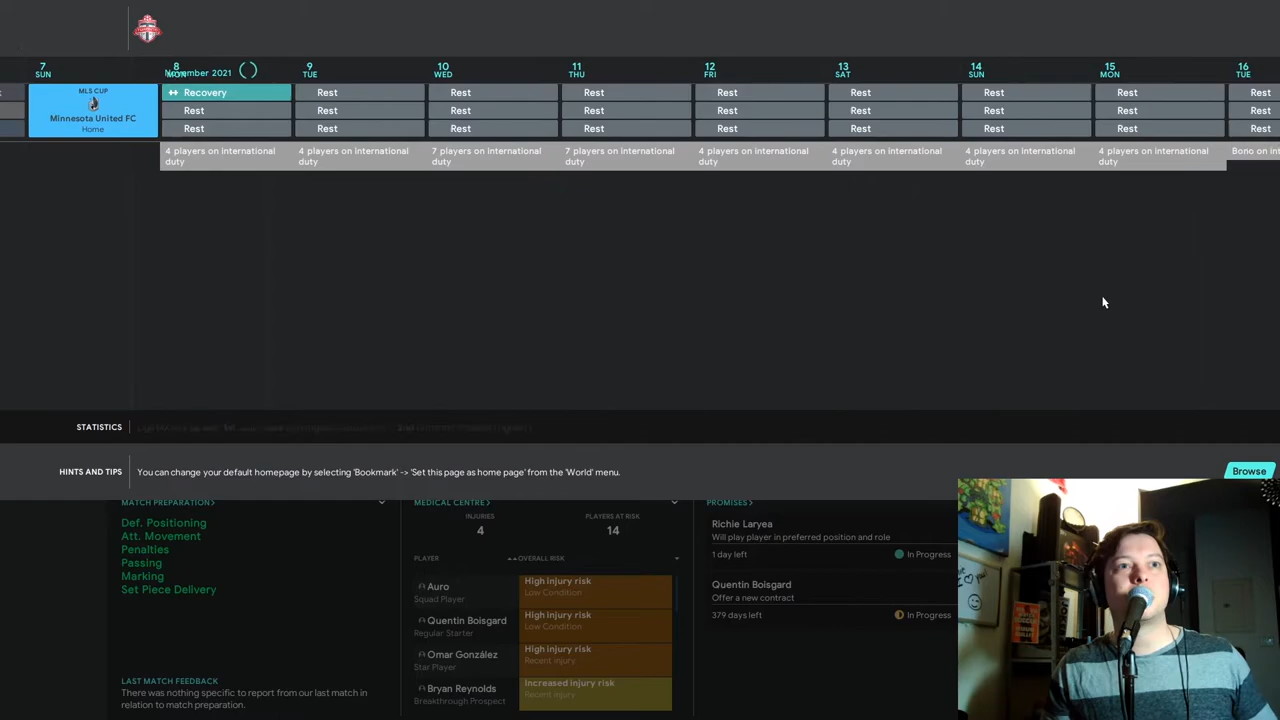 7 8 9 10 11 12 13 14 15 16
SUN MON November 2021 TUE WED THU FRI SAT SUN MON TUE
MLS CUP
Minnesota United FC
Home
Recovery Rest Rest Rest Rest Rest Rest Rest Rest
Rest Rest Rest Rest Rest Rest Rest Rest Rest
Rest Rest Rest Rest Rest Rest Rest Rest Rest
4 players on international 4 players on international 7 players on international 7 players on international 4 players on international 4 players on international 4 players on international 4 players on international Bono on int
duty duty duty duty duty duty duty duty
STATISTICS
HINTS AND TIPS You can change your default homepage by selecting 'Bookmark' -> 'Set this page as home page' from the 'World' menu. Browse
MATCH PREPARATION>
Def. Positioning
Att. Movement
Penalties
Passing
Marking
Set Piece Delivery
LAST MATCH FEEDBACK
There was nothing specific to report from our last match in
relation to match preparation.
MEDICAL CENTRE>
INJURIES PLAYERS AT RISK
4 14
PLAYER OVERALL RISK
Auro High injury risk
Squad Player Low Condition
Quentin Boisgard High injury risk
Regular Starter Low Condition
Omar González High injury risk
Star Player Recent injury
Bryan Reynolds Increased injury risk
Breakthrough Prospect Recent injury
PROMISES>
Richie Laryea
Will play player in preferred position and role
1 day left In Progress
Quentin Boisgard
Offer a new contract
379 days left In Progress